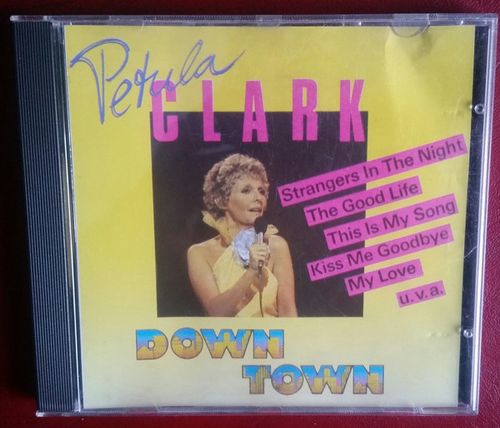 Petula
CLARK
Strangers In The Night
The Good Life
This Is My Song
Kiss Me Goodbye
My Love
u.v.a.
DOWN
TOWN